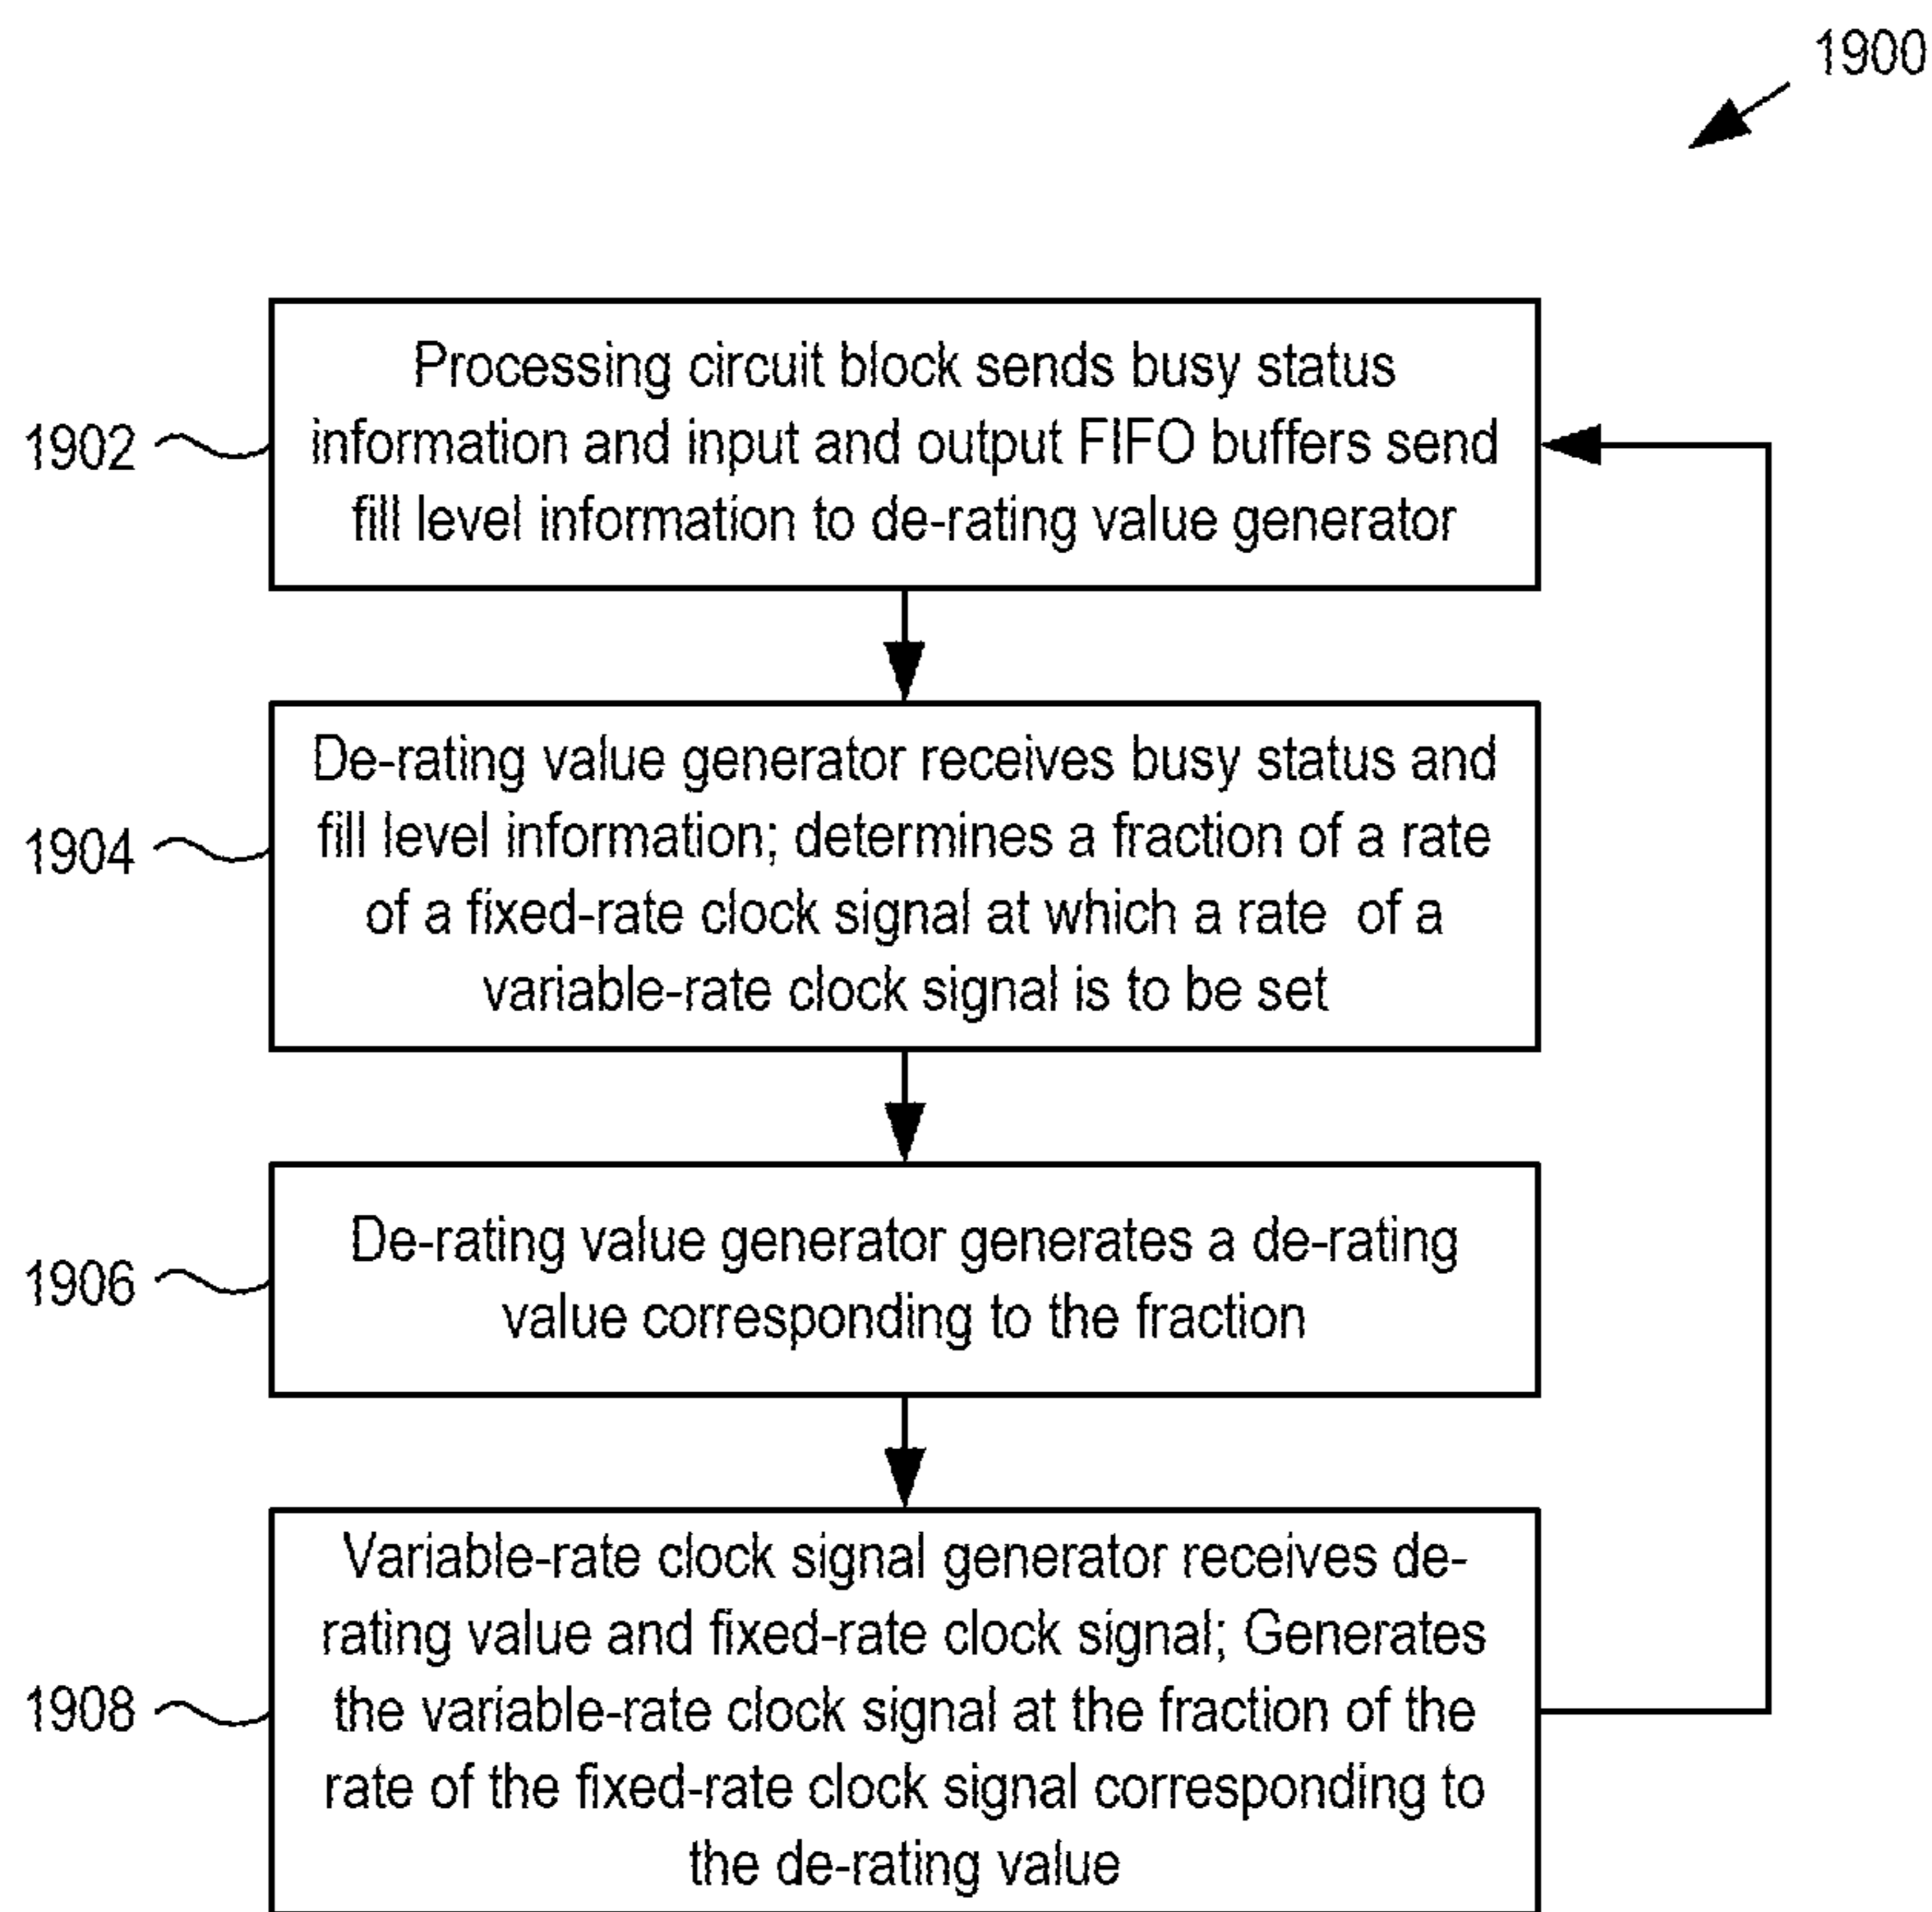 1900
Processing circuit block sends busy status
information and input and output FIFO buffers send
fill level information to de-rating value generator
1902
De-rating value generator receives busy status and
fill level information; determines a fraction of a rate
of a fixed-rate clock signal at which a rate of a
variable-rate clock signal is to be set
1904
De-rating value generator generates a de-rating
value corresponding to the fraction
1906
Variable-rate clock signal generator receives de-
rating value and fixed-rate clock signal; Generates
the variable-rate clock signal at the fraction of the
rate of the fixed-rate clock signal corresponding to
the de-rating value
1908